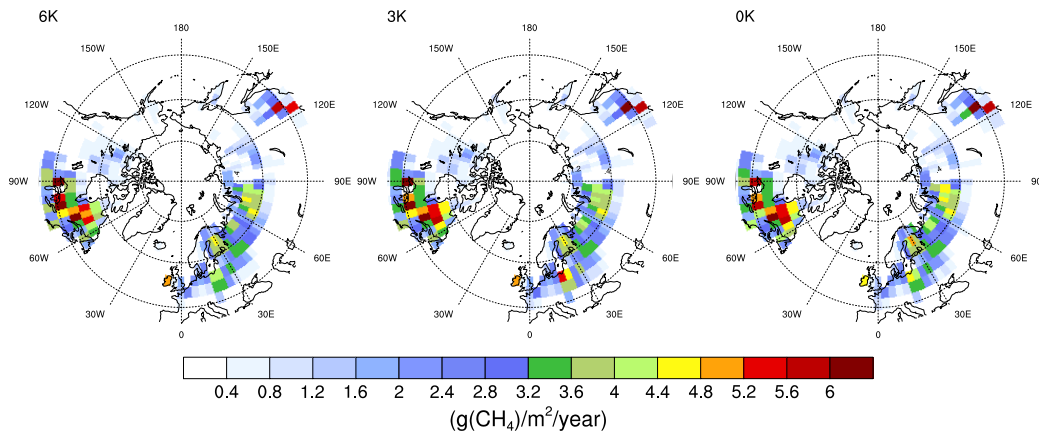 6K 3K 0K
180 180 180
150W 150E 150W 150E 150W 150E
120W 120E 120W 120E 120W 120E
90W 90E 90W 90E 90W 90
60W 60E 60W 60E 60W 60E
30W 30E 30W 30E 30W 30E
0 0 0
0.4 0.8 1.2 1.6 2 2.4 2.8 3.2 3.6 4 4.4 4.8 5.2 5.6 6
(g(CH₄)/m²/year)